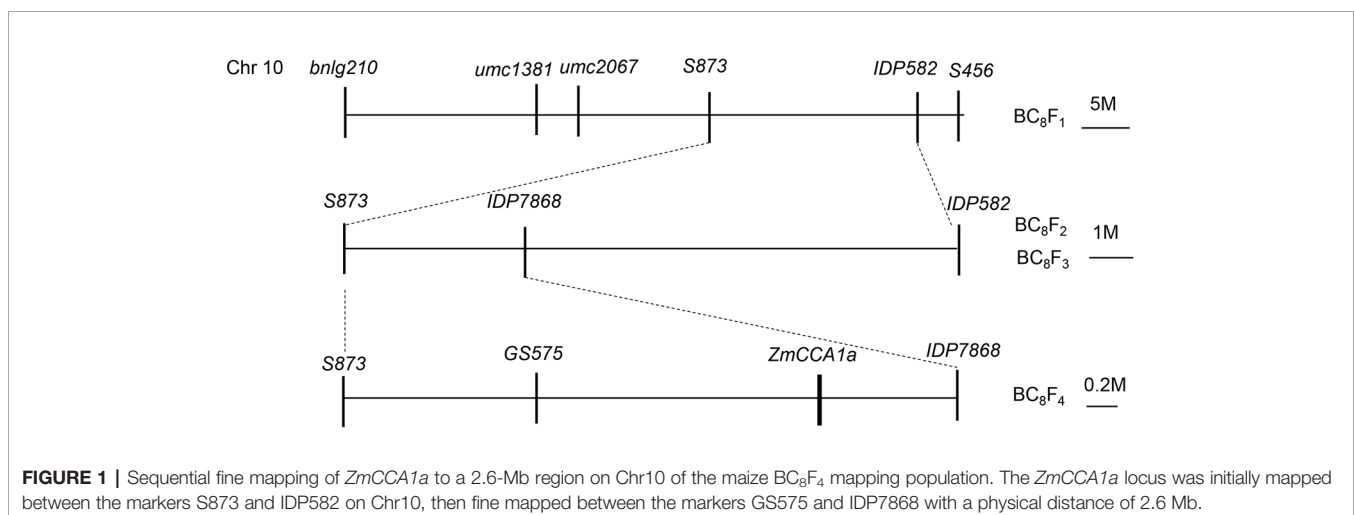 Chr 10 bnlg210 umc1381 umc2067 S873 IDP582 S456
BC₈F₁ 5M
S873 IDP7868 IDP582
BC₈F₂ 1M
BC₈F₃
S873 GS575 ZmCCA1a IDP7868
BC₈F₄ 0.2M
FIGURE 1 | Sequential fine mapping of ZmCCA1a to a 2.6-Mb region on Chr10 of the maize BC₈F₄ mapping population. The ZmCCA1a locus was initially mapped
between the markers S873 and IDP582 on Chr10, then fine mapped between the markers GS575 and IDP7868 with a physical distance of 2.6 Mb.